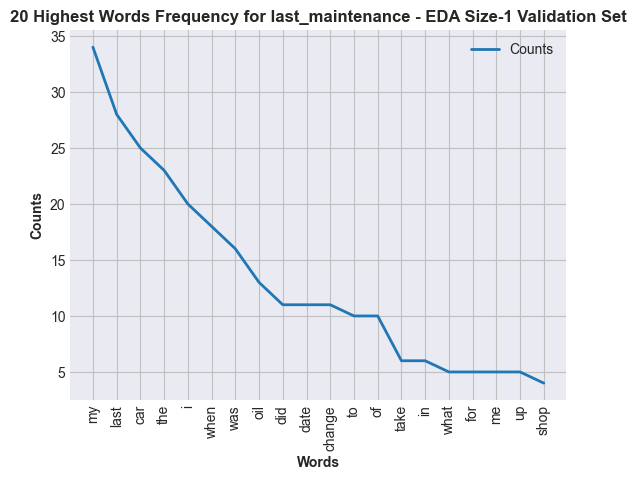 20 Highest Words Frequency for last_maintenance - EDA Size-1 Validation Set
Counts
Counts
35
30
25
20
15
10
5
my
last
car
the
i
when
was
oil
did
date
change
to
of
take
in
what
for
me
up
shop
Words